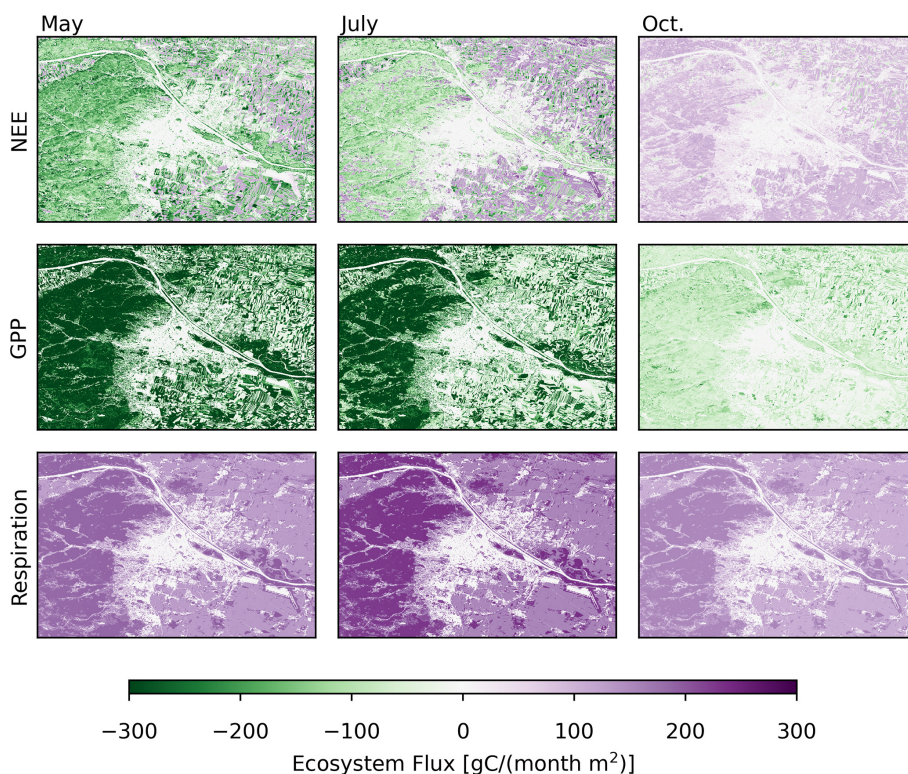 May July Oct.
NEE
GPP
Respiration
−300 −200 −100 0 100 200 300
Ecosystem Flux [gC/(month m²)]